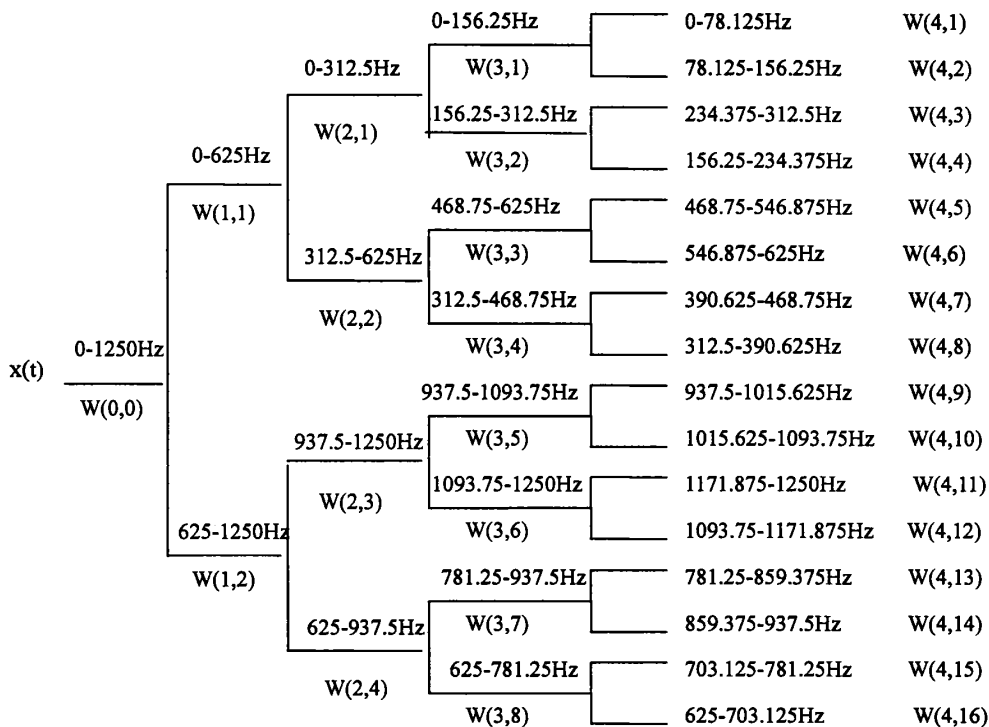 0-156.25Hz
0-78.125Hz W(4,1)
0-312.5Hz
W(3,1)
78.125-156.25Hz W(4,2)
156.25-312.5Hz
234.375-312.5Hz W(4,3)
W(2,1)
0-625Hz
W(3,2)
156.25-234.375Hz W(4,4)
W(1,1)
468.75-625Hz
468.75-546.875Hz W(4,5)
312.5-625Hz
W(3,3)
546.875-625Hz W(4,6)
312.5-468.75Hz
390.625-468.75Hz W(4,7)
W(2,2)
W(3,4)
312.5-390.625Hz W(4,8)
0-1250Hz
x(t)
W(0,0)
937.5-1093.75Hz
937.5-1015.625Hz W(4,9)
937.5-1250Hz
W(3,5)
1015.625-1093.75Hz W(4,10)
1093.75-1250Hz
1171.875-1250Hz W(4,11)
W(2,3)
625-1250Hz
W(3,6)
1093.75-1171.875Hz W(4,12)
W(1,2)
781.25-937.5Hz
781.25-859.375Hz W(4,13)
625-937.5Hz
W(3,7)
859.375-937.5Hz W(4,14)
625-781.25Hz
703.125-781.25Hz W(4,15)
W(2,4)
W(3,8)
625-703.125Hz W(4,16)